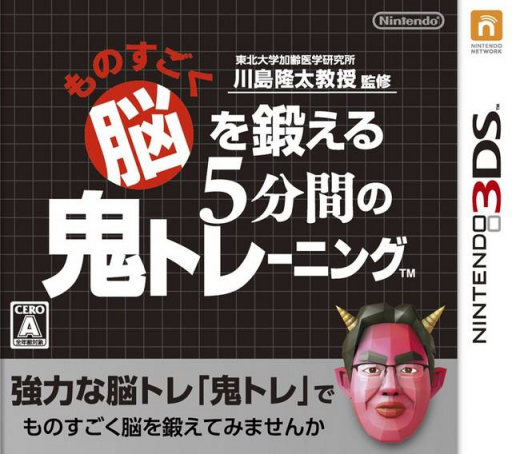 Nintendo
NINTENDO
NETWORK
東北大学加齢医学研究所
川島隆太教授 監修
ものすごく
脳を鍛える
5分間の
鬼トレーニング™
CERO
A
全年齢対象
強力な脳トレ「鬼トレ」で
ものすごく脳を鍛えてみませんか
NINTENDO3DS™